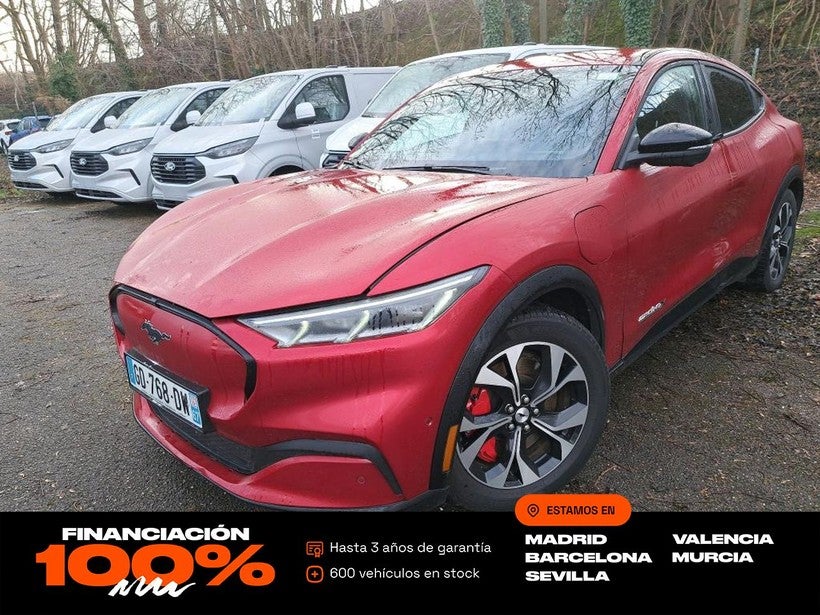 GD-768-DW
FINANCIACIÓN
100%
Hasta 3 años de garantía
600 vehículos en stock
ESTAMOS EN
MADRID
BARCELONA
SEVILLA
VALENCIA
MURCIA